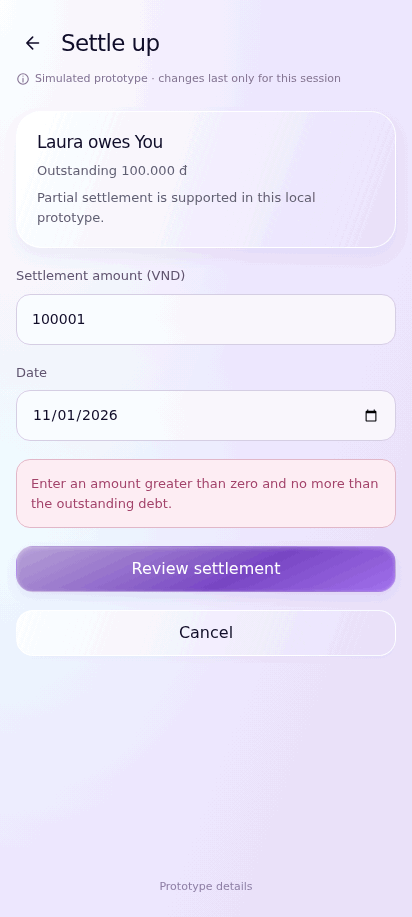 Settle up
Simulated prototype · changes last only for this session
Laura owes You
Outstanding 100.000 đ
Partial settlement is supported in this local
prototype.
Settlement amount (VND)
100001
Date
11/01/2026
Enter an amount greater than zero and no more than
the outstanding debt.
Review settlement
Cancel
Prototype details